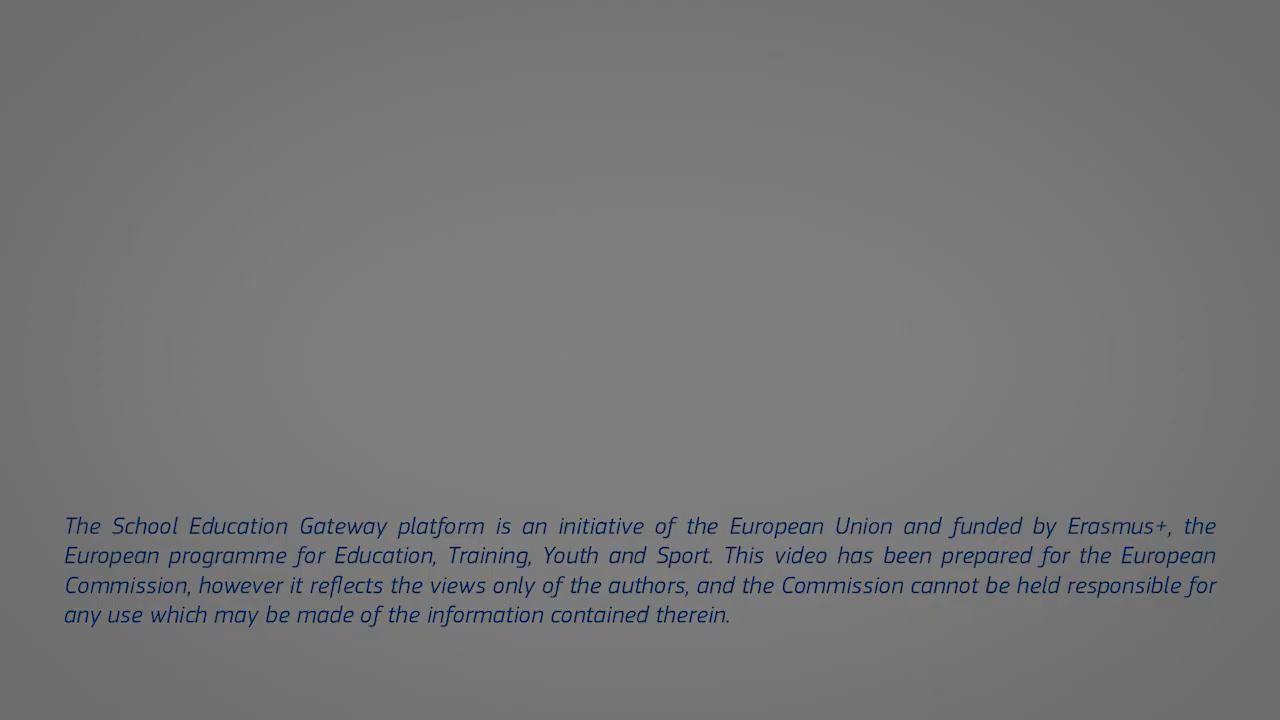 The School Education Gateway platform is an initiative of the European Union and funded by Erasmus+, the
European programme for Education, Training, Youth and Sport. This video has been prepared for the European
Commission, however it reflects the views only of the authors, and the Commission cannot be held responsible for
any use which may be made of the information contained therein.